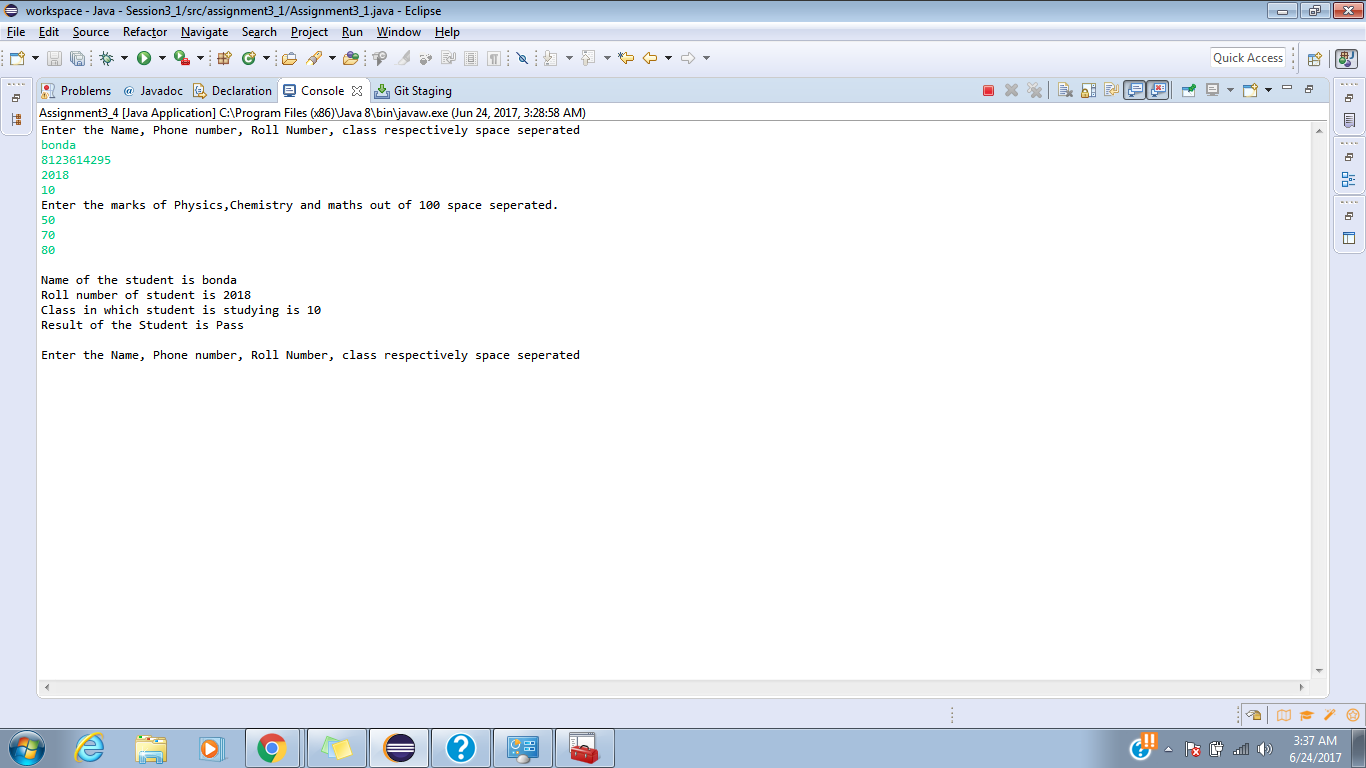 workspace - Java - Session3_1/src/assignment3_1/Assignment3_1.java - Eclipse
File Edit Source Refactor Navigate Search Project Run Window Help
Quick Access
Problems @ Javadoc Declaration Console Git Staging
Assignment3_4 [Java Application] C:\Program Files (x86)\Java 8\bin\javaw.exe (Jun 24, 2017, 3:28:58 AM)
Enter the Name, Phone number, Roll Number, class respectively space seperated
bonda
8123614295
2018
10
Enter the marks of Physics,Chemistry and maths out of 100 space seperated.
50
70
80
Name of the student is bonda
Roll number of student is 2018
Class in which student is studying is 10
Result of the Student is Pass
Enter the Name, Phone number, Roll Number, class respectively space seperated
3:37 AM
6/24/2017